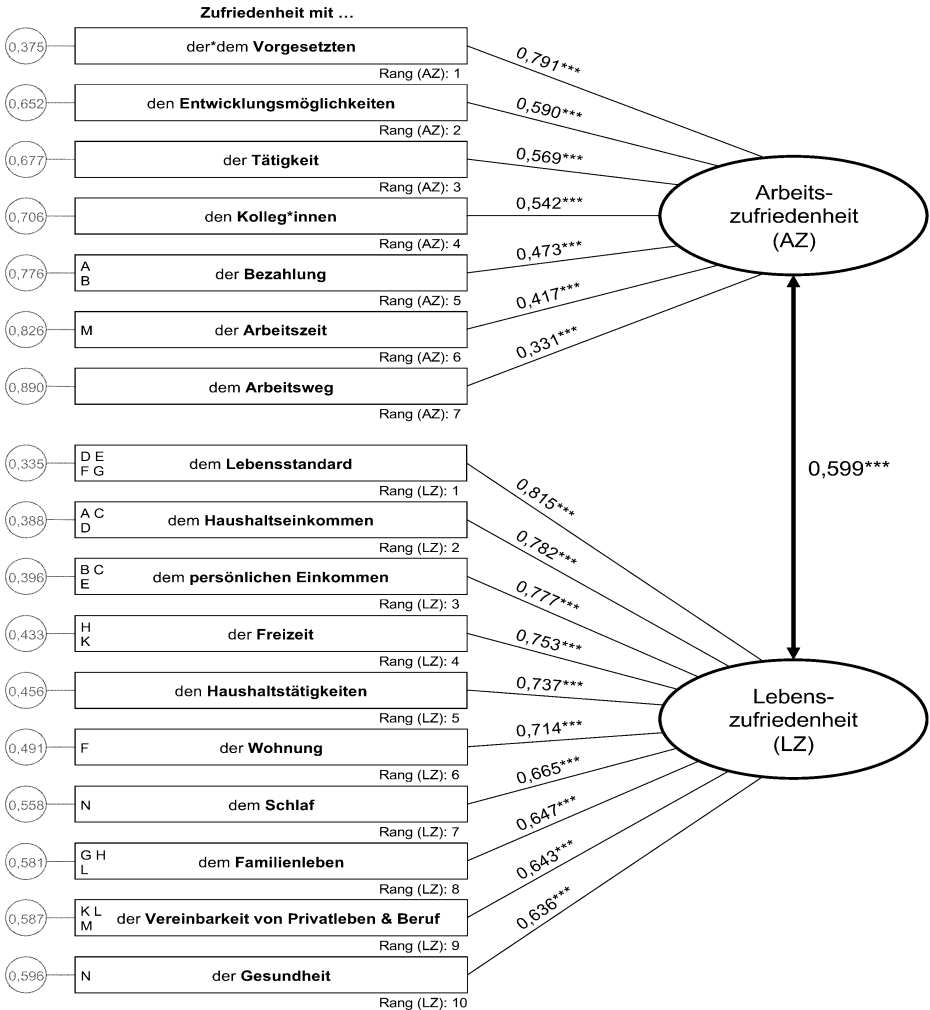 Zufriedenheit mit …
0,375
der*dem Vorgesetzten
0,791***
Rang (AZ): 1
0,652
den Entwicklungsmöglichkeiten
0,590***
Rang (AZ): 2
0,677
der Tätigkeit
0,569***
Rang (AZ): 3
0,706
den Kolleg*innen
0,542***
Rang (AZ): 4
0,776
A
B
der Bezahlung
0,473***
Rang (AZ): 5
0,826
M
der Arbeitszeit
0,417***
Rang (AZ): 6
0,890
dem Arbeitsweg
0,331***
Rang (AZ): 7
Arbeits-
zufriedenheit
(AZ)
0,599***
0,335
D E
F G
dem Lebensstandard
0,815***
Rang (LZ): 1
0,388
A C
D
dem Haushaltseinkommen
0,782***
Rang (LZ): 2
0,396
B C
E
dem persönlichen Einkommen
0,777***
Rang (LZ): 3
0,433
H
K
der Freizeit
0,753***
Rang (LZ): 4
0,456
den Haushaltstätigkeiten
0,737***
Rang (LZ): 5
0,491
F
der Wohnung
0,714***
Rang (LZ): 6
0,558
N
dem Schlaf
0,665***
Rang (LZ): 7
0,581
G H
L
dem Familienleben
0,647***
Rang (LZ): 8
0,587
K L
M
der Vereinbarkeit von Privatleben & Beruf
0,643***
Rang (LZ): 9
0,596
N
der Gesundheit
0,636***
Rang (LZ): 10
Lebens-
zufriedenheit
(LZ)